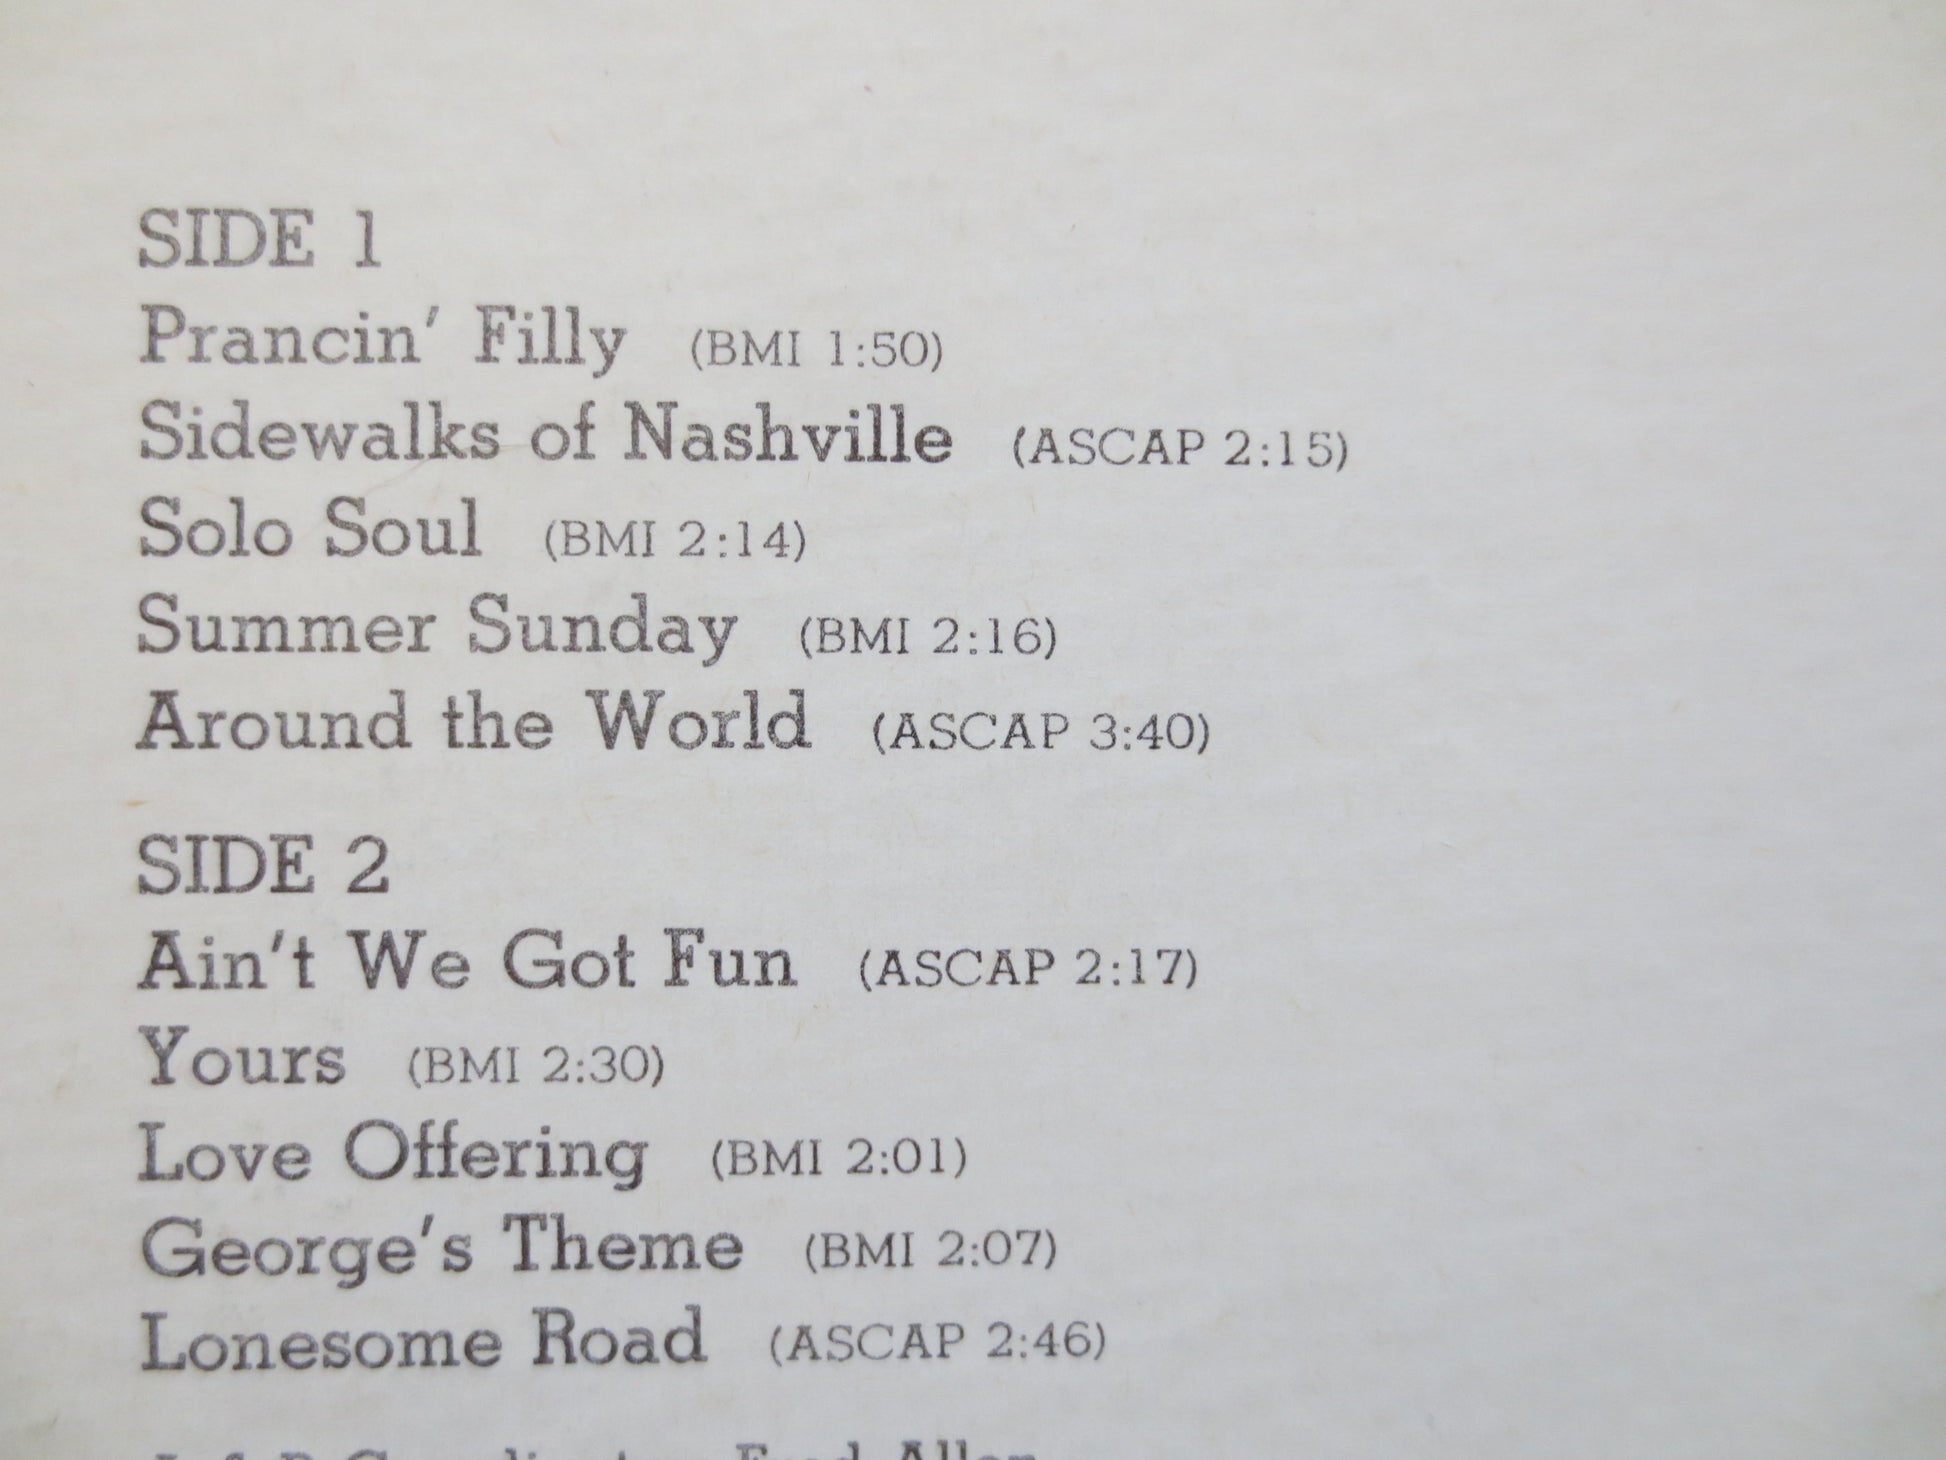 SIDE 1
Prancin' Filly (BMI 1:50)
Sidewalks of Nashville (ASCAP 2:15)
Solo Soul (BMI 2:14)
Summer Sunday (BMI 2:16)
Around the World (ASCAP 3:40)
SIDE 2
Ain't We Got Fun (ASCAP 2:17)
Yours (BMI 2:30)
Love Offering (BMI 2:01)
George's Theme (BMI 2:07)
Lonesome Road (ASCAP 2:46)
Fred Allen